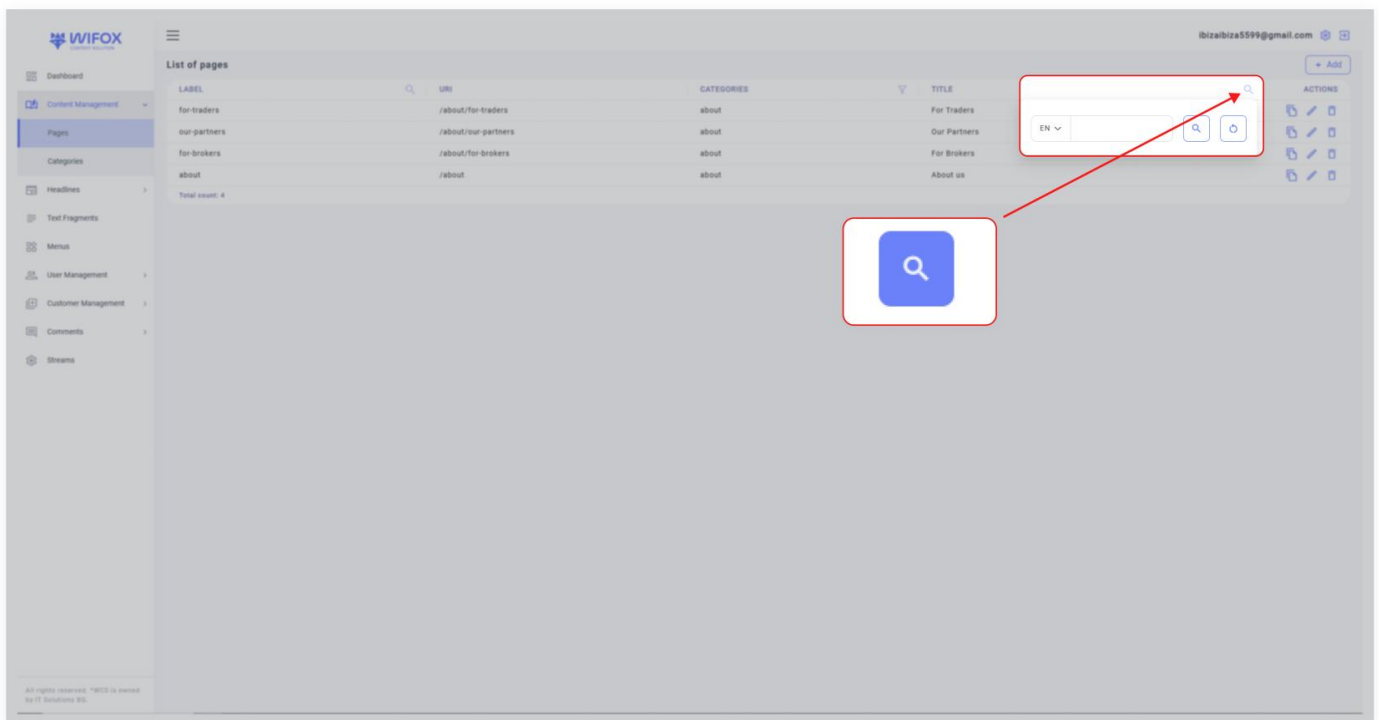 WIFOX
CONTENT SOLUTION
ibizaibiza5599@gmail.com
Dashboard
Content Management
Pages
Categories
Headlines
Text Fragments
Menus
User Management
Customer Management
Comments
Streams
All rights reserved. *WCS is owned
by IT Solutions BG.
List of pages
+ Add
LABEL URI CATEGORIES TITLE ACTIONS
for-traders /about/for-traders about For Traders
our-partners /about/our-partners about Our Partners
for-brokers /about/for-brokers about For Brokers
about /about about About us
Total count: 4
EN